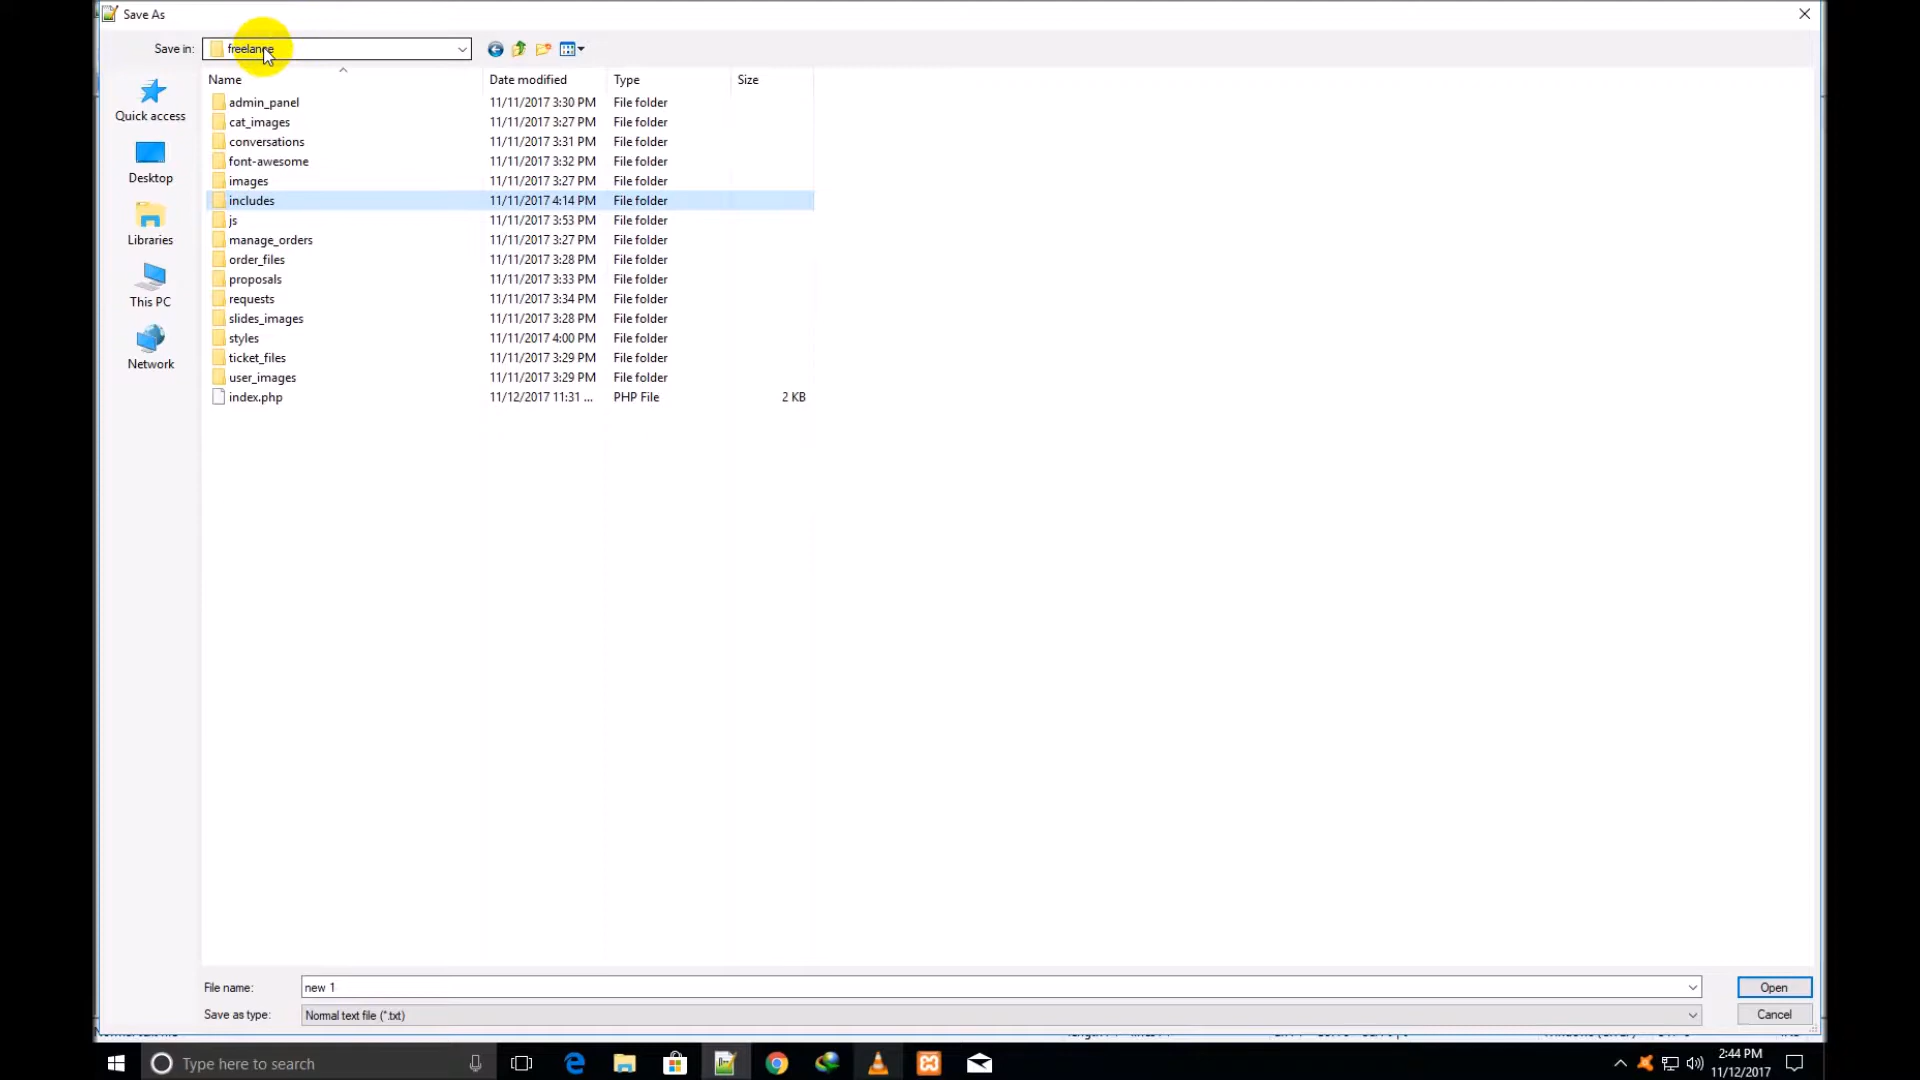 Save As
Save in: freelance
Name Date modified Type Size
Quick access
Desktop
Libraries
This PC
Network
admin_panel 11/11/2017 3:30 PM File folder
cat_images 11/11/2017 3:27 PM File folder
conversations 11/11/2017 3:31 PM File folder
font-awesome 11/11/2017 3:32 PM File folder
images 11/11/2017 3:27 PM File folder
includes 11/11/2017 4:14 PM File folder
js 11/11/2017 3:53 PM File folder
manage_orders 11/11/2017 3:27 PM File folder
order_files 11/11/2017 3:28 PM File folder
proposals 11/11/2017 3:33 PM File folder
requests 11/11/2017 3:34 PM File folder
slides_images 11/11/2017 3:28 PM File folder
styles 11/11/2017 4:00 PM File folder
ticket_files 11/11/2017 3:29 PM File folder
user_images 11/11/2017 3:29 PM File folder
index.php 11/12/2017 11:31 ... PHP File 2 KB
File name: new 1 Open
Save as type: Normal text file (*.txt) Cancel
Type here to search
2:44 PM
11/12/2017